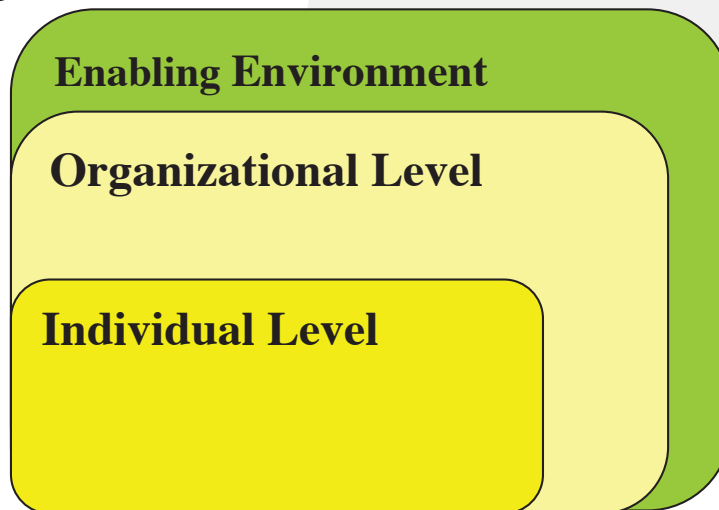 Enabling Environment
Organizational Level
Individual Level